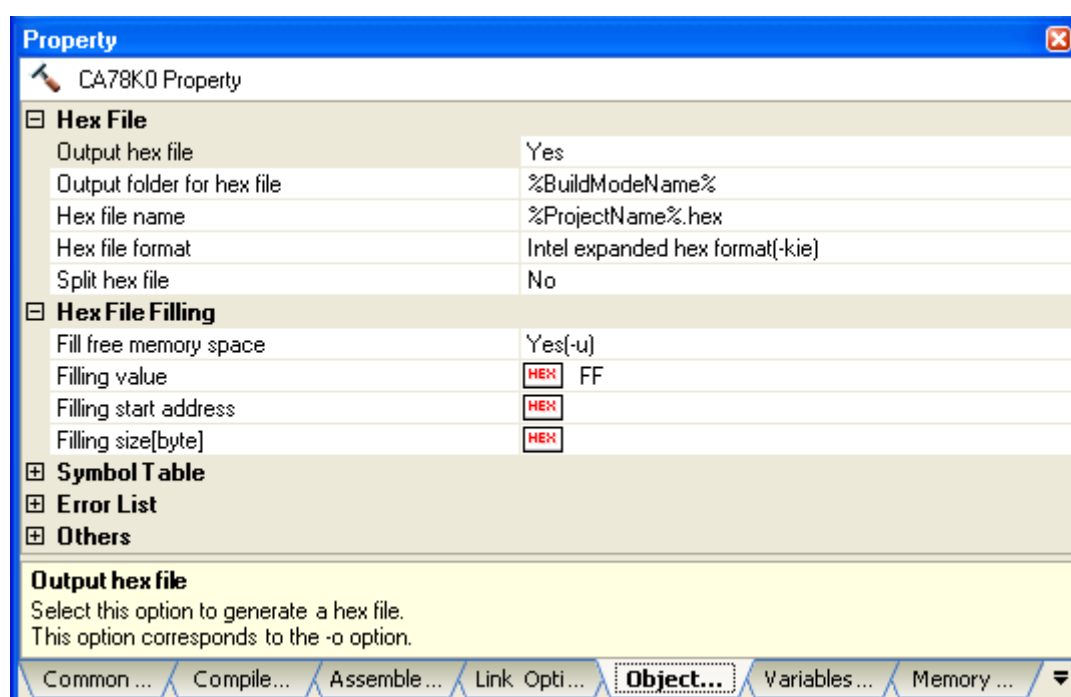 Property
CA78K0 Property
Hex File
Output hex file Yes
Output folder for hex file %BuildModeName%
Hex file name %ProjectName%.hex
Hex file format Intel expanded hex format(-kie)
Split hex file No
Hex File Filling
Fill free memory space Yes(-u)
Filling value HEX FF
Filling start address HEX
Filling size[byte] HEX
Symbol Table
Error List
Others
Output hex file
Select this option to generate a hex file.
This option corresponds to the -o option.
Common ... Compile... Assemble... Link Opti... Object... Variables... Memory ...